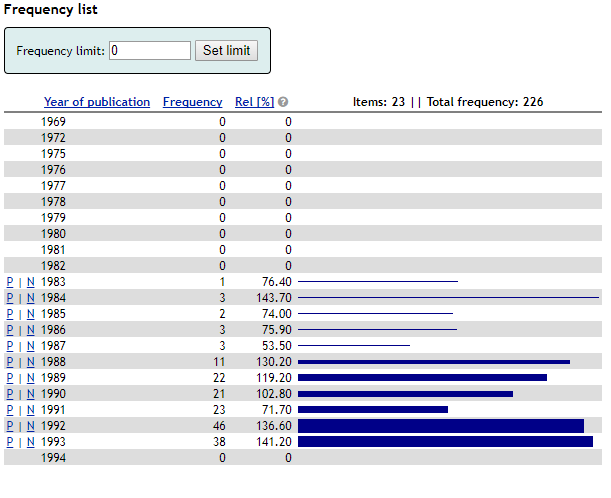 Frequency list
Frequency limit: 0 Set limit
Year of publication Frequency Rel [%] ? Items: 23 || Total frequency: 226
1969 0 0
1972 0 0
1975 0 0
1976 0 0
1977 0 0
1978 0 0
1979 0 0
1980 0 0
1981 0 0
1982 0 0
P | N 1983 1 76.40
P | N 1984 3 143.70
P | N 1985 2 74.00
P | N 1986 3 75.90
P | N 1987 3 53.50
P | N 1988 11 130.20
P | N 1989 22 119.20
P | N 1990 21 102.80
P | N 1991 23 71.70
P | N 1992 46 136.60
P | N 1993 38 141.20
1994 0 0